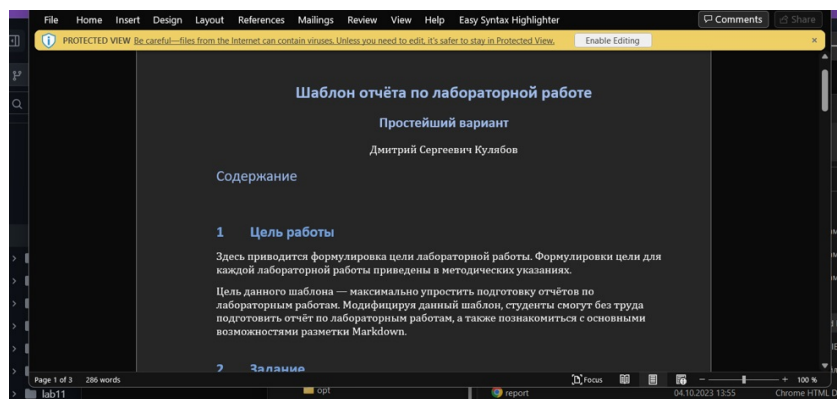 File Home Insert Design Layout References Mailings Review View Help Easy Syntax Highlighter Comments Share
PROTECTED VIEW Be careful—files from the Internet can contain viruses. Unless you need to edit, it's safer to stay in Protected View. Enable Editing
Шаблон отчёта по лабораторной работе
Простейший вариант
Дмитрий Сергеевич Кулябов
Содержание
1 Цель работы
Здесь приводится формулировка цели лабораторной работы. Формулировки цели для
каждой лабораторной работы приведены в методических указаниях.
Цель данного шаблона — максимально упростить подготовку отчётов по
лабораторным работам. Модифицируя данный шаблон, студенты смогут без труда
подготовить отчёт по лабораторным работам, а также познакомиться с основными
возможностями разметки Markdown.
2 Задание
Page 1 of 3 286 words Focus 100 %
lab11 opt report 04.10.2023 13:55 Chrome HTML D